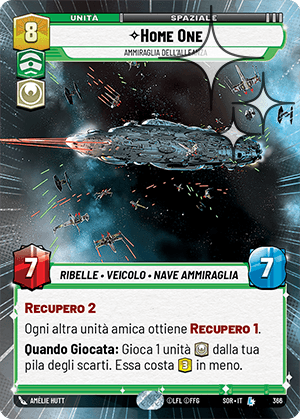 UNITÀ
SPAZIALE
8
✧HOME ONE
AMMIRAGLIA DELL'ALLEANZA
7
7
RIBELLE • VEICOLO • NAVE AMMIRAGLIA
RECUPERO 2
Ogni altra unità amica ottiene RECUPERO 1.
Quando Giocata: Gioca 1 unità dalla tua
pila degli scarti. Essa costa 3 in meno.
AMÉLIE HUTT
©LFL ©FFG
SOR • IT
366